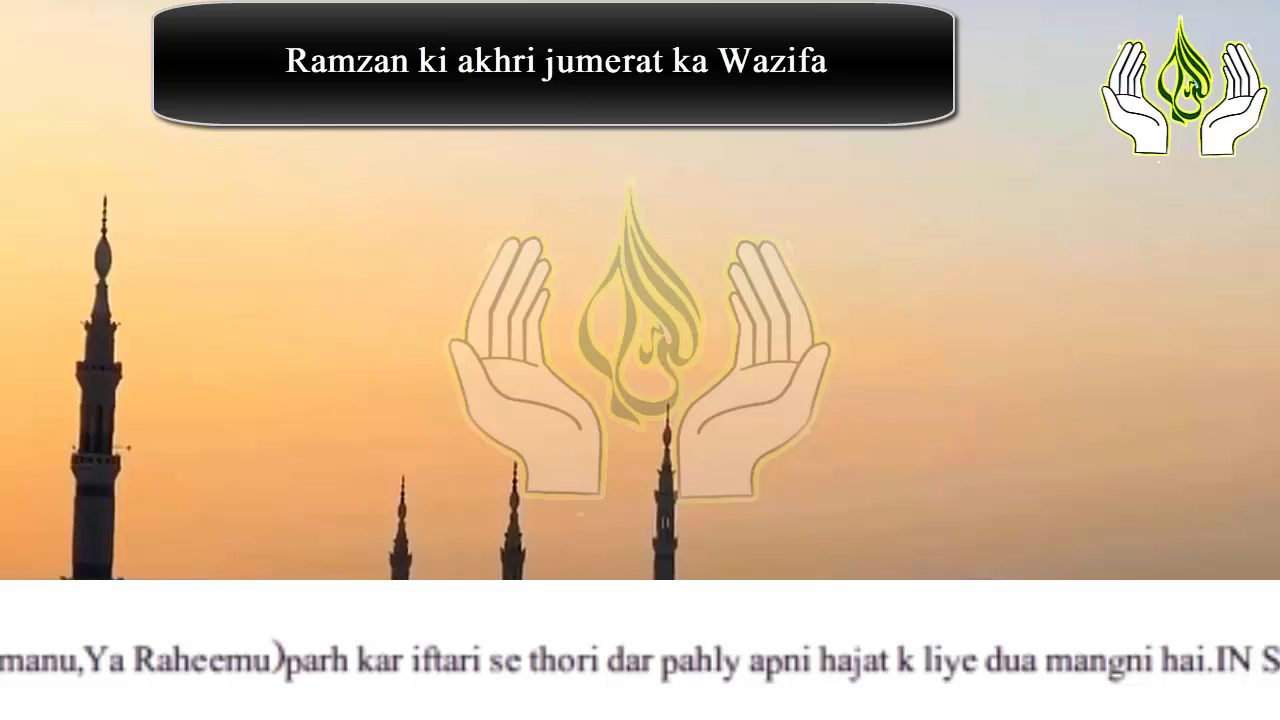 Ramzan ki akhri jumerat ka Wazifa
manu,Ya Raheemu)parh kar iftari se thori dar pahly apni hajat k liye dua mangni hai.IN S